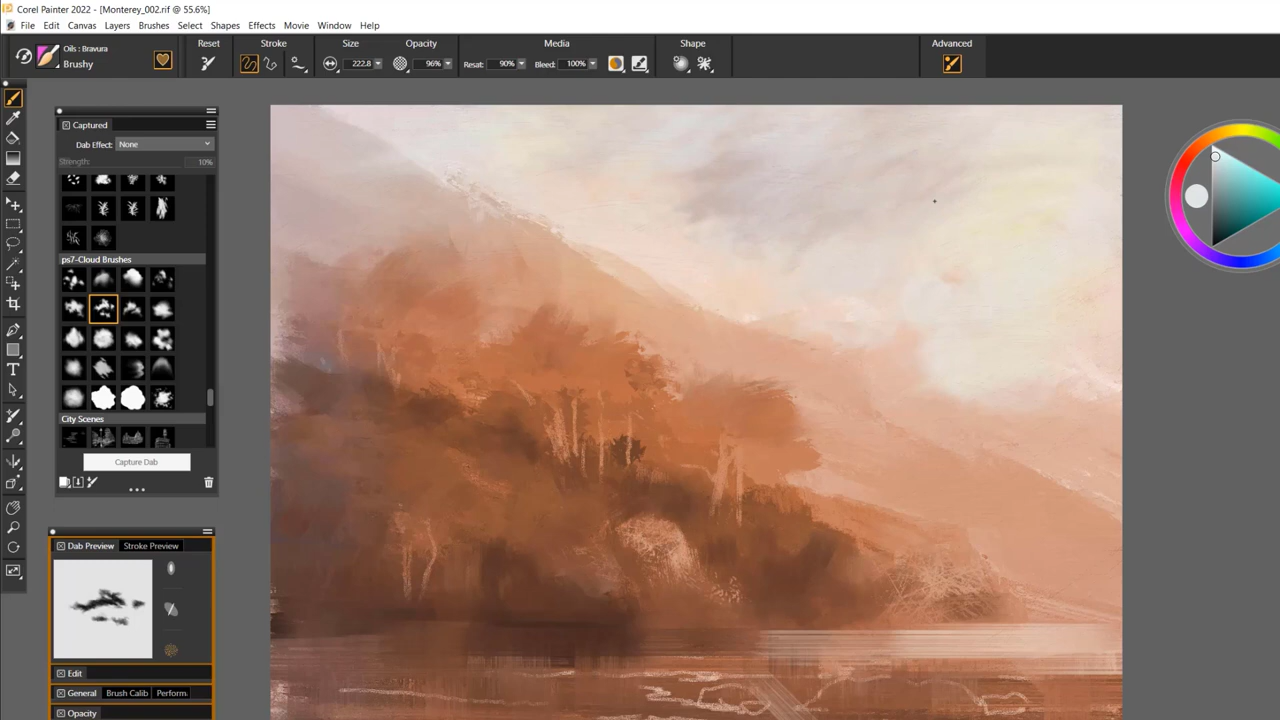 Corel Painter 2022 - [Monterey_002.rif @ 55.6%]
File Edit Canvas Layers Brushes Select Shapes Effects Movie Window Help
Oils : Bravura
Brushy
Reset Stroke Size Opacity Media Shape Advanced
222.8 96% Resat: 90% Bleed: 100%
Captured
Dab Effect: None
Strength: 10%
ps7-Cloud Brushes
City Scenes
Capture Dab
Dab Preview Stroke Preview
Edit
General Brush Calib Perform
Opacity